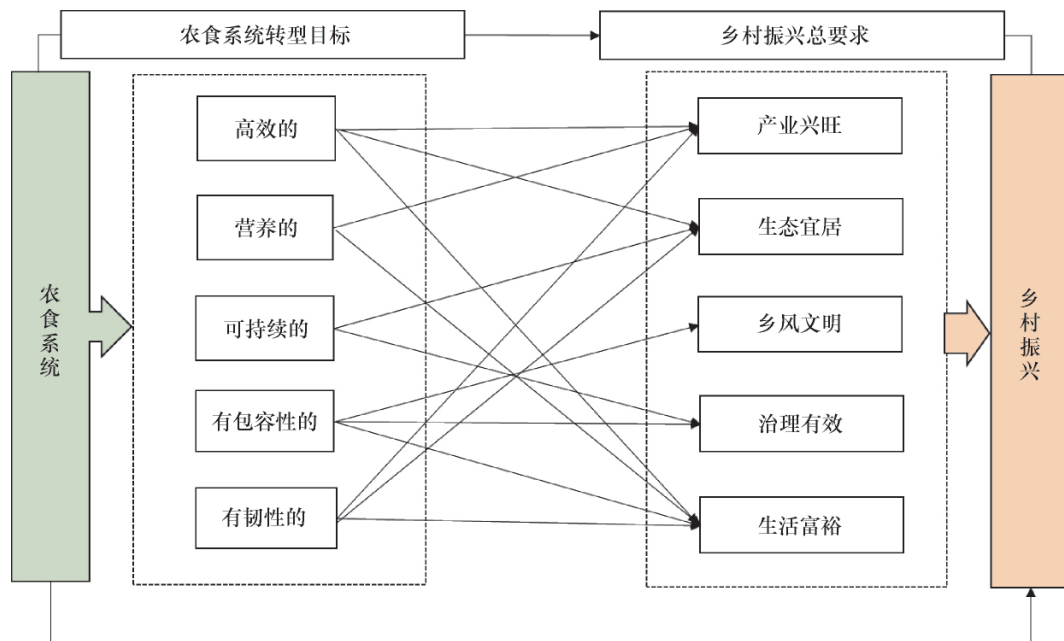 农食系统转型目标
乡村振兴总要求
农食系统
高效的
营养的
可持续的
有包容性的
有韧性的
产业兴旺
生态宜居
乡风文明
治理有效
生活富裕
乡村振兴